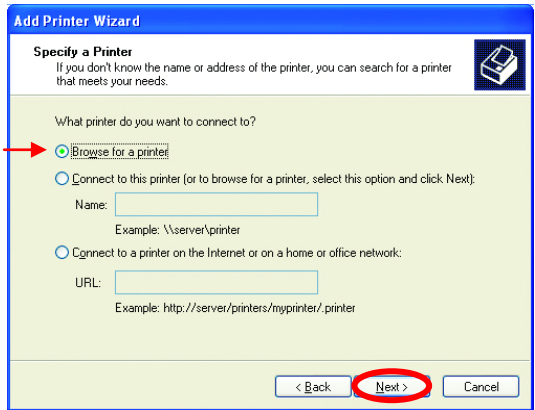 Add Printer Wizard
Specify a Printer
If you don't know the name or address of the printer, you can search for a printer
that meets your needs.
What printer do you want to connect to?
Browse for a printer
Connect to this printer (or to browse for a printer, select this option and click Next):
Name:
Example: \\server\printer
Connect to a printer on the Internet or on a home or office network:
URL:
Example: http://server/printers/myprinter/.printer
< Back Next > Cancel